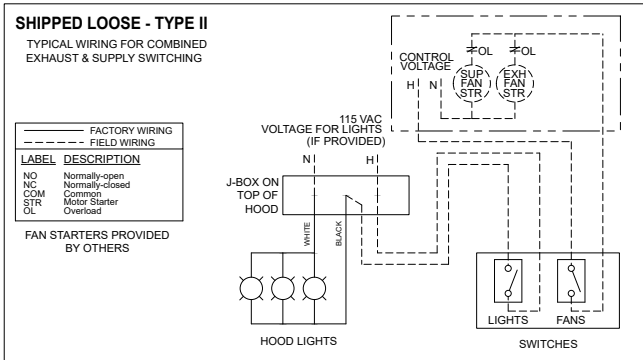 SHIPPED LOOSE - TYPE II
TYPICAL WIRING FOR COMBINED
EXHAUST & SUPPLY SWITCHING
FACTORY WIRING
FIELD WIRING
LABEL DESCRIPTION
NO Normally-open
NC Normally-closed
COM Common
STR Motor Starter
OL Overload
FAN STARTERS PROVIDED
BY OTHERS
CONTROL
VOLTAGE
H N
OL
OL
SUP
FAN
STR
EXH
FAN
STR
115 VAC
VOLTAGE FOR LIGHTS
(IF PROVIDED)
N H
J-BOX ON
TOP OF
HOOD
WHITE
BLACK
HOOD LIGHTS
LIGHTS FANS
SWITCHES